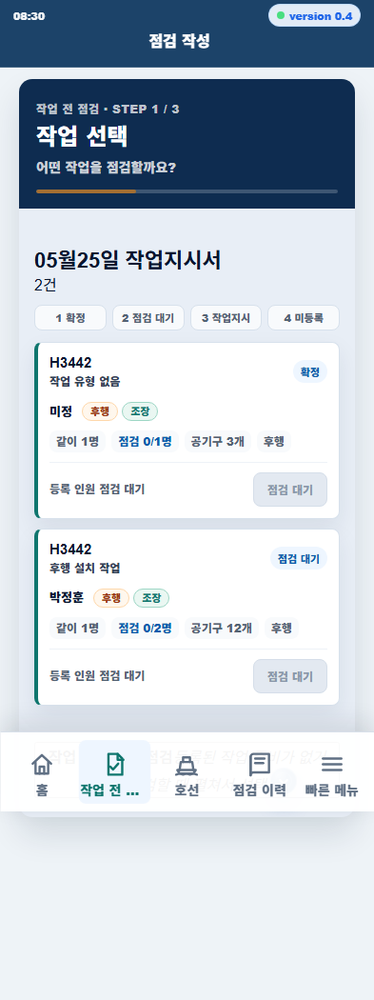 08:30
version 0.4
점검 작성
작업 전 점검 • STEP 1 / 3
작업 선택
어떤 작업을 점검할까요?
05월25일 작업지시서
2건
1 확정
2 점검 대기
3 작업지시
4 미등록
H3442
확정
작업 유형 없음
미정 후행 조장
같이 1명 점검 0/1명 공기구 3개 후행
등록 인원 점검 대기
점검 대기
H3442
점검 대기
후행 설치 작업
박정훈 후행 조장
같이 1명 점검 0/2명 공기구 12개 후행
등록 인원 점검 대기
점검 대기
홈
작업 전 ...
호선
점검 이력
빠른 메뉴